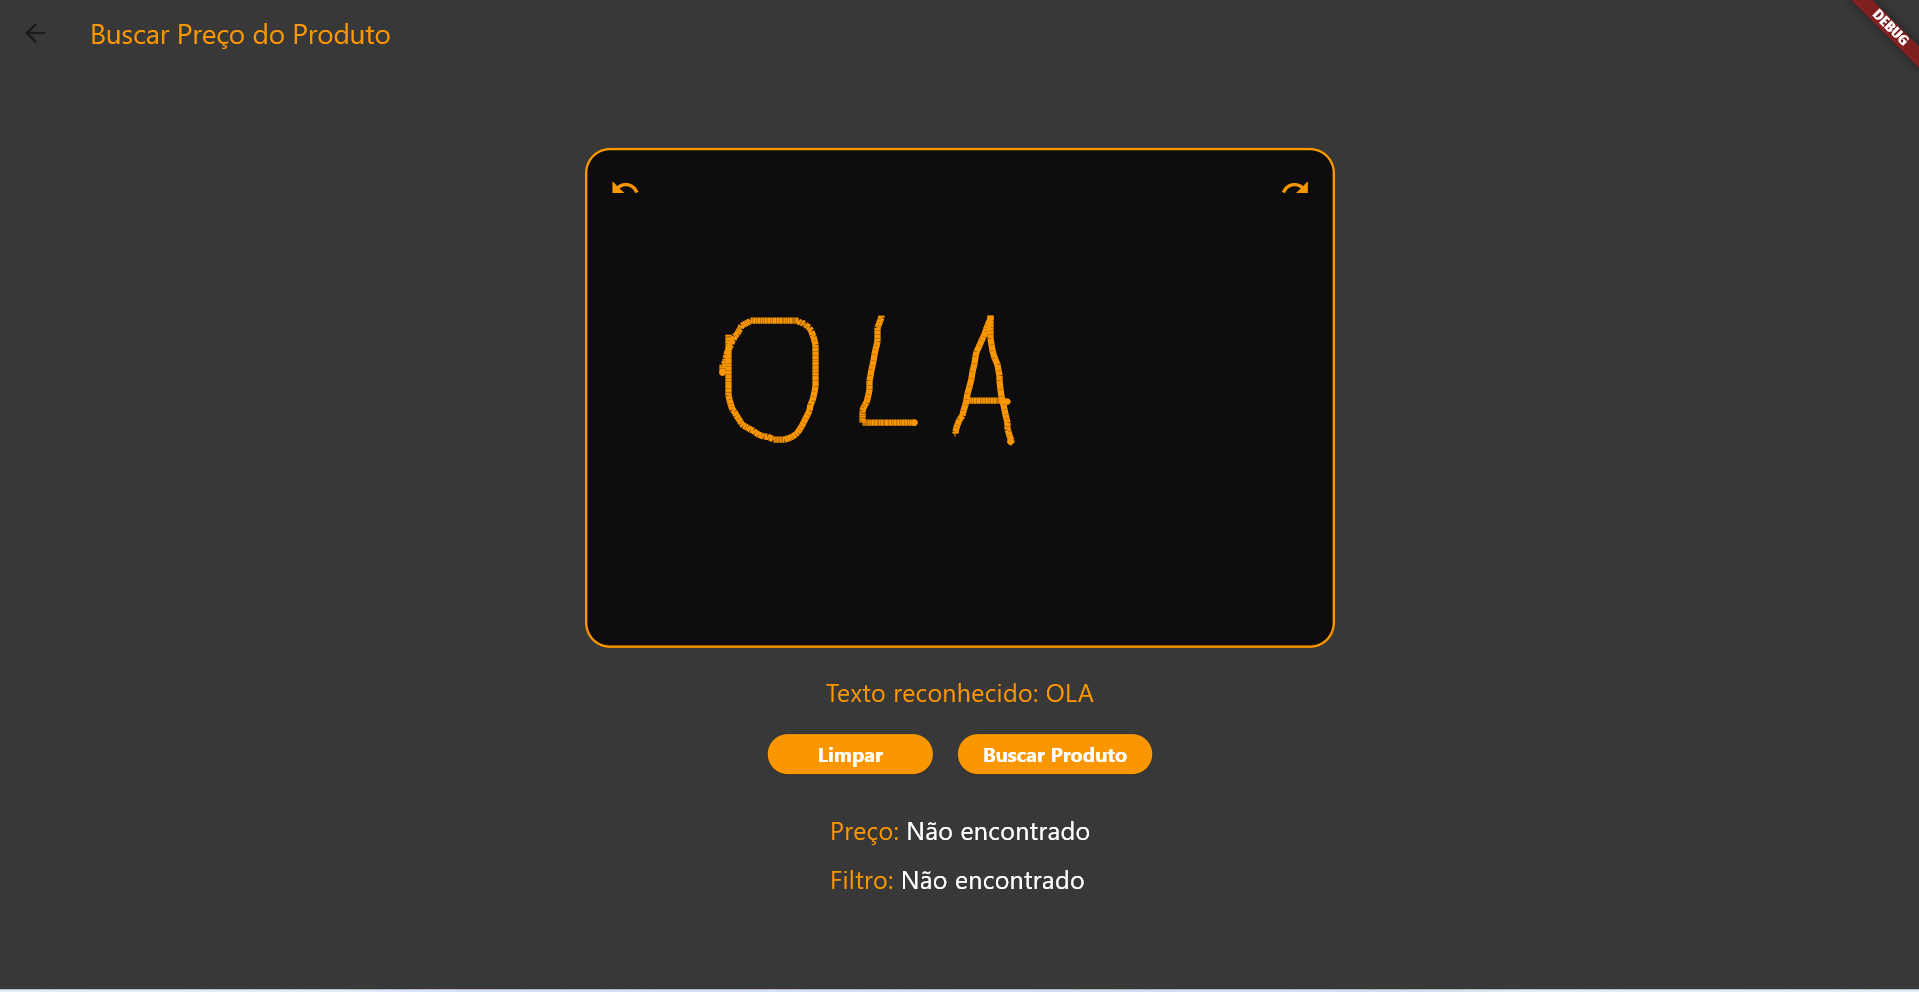 Buscar Preço do Produto
DEBUG
OLA
Texto reconhecido: OLA
Limpar
Buscar Produto
Preço: Não encontrado
Filtro: Não encontrado